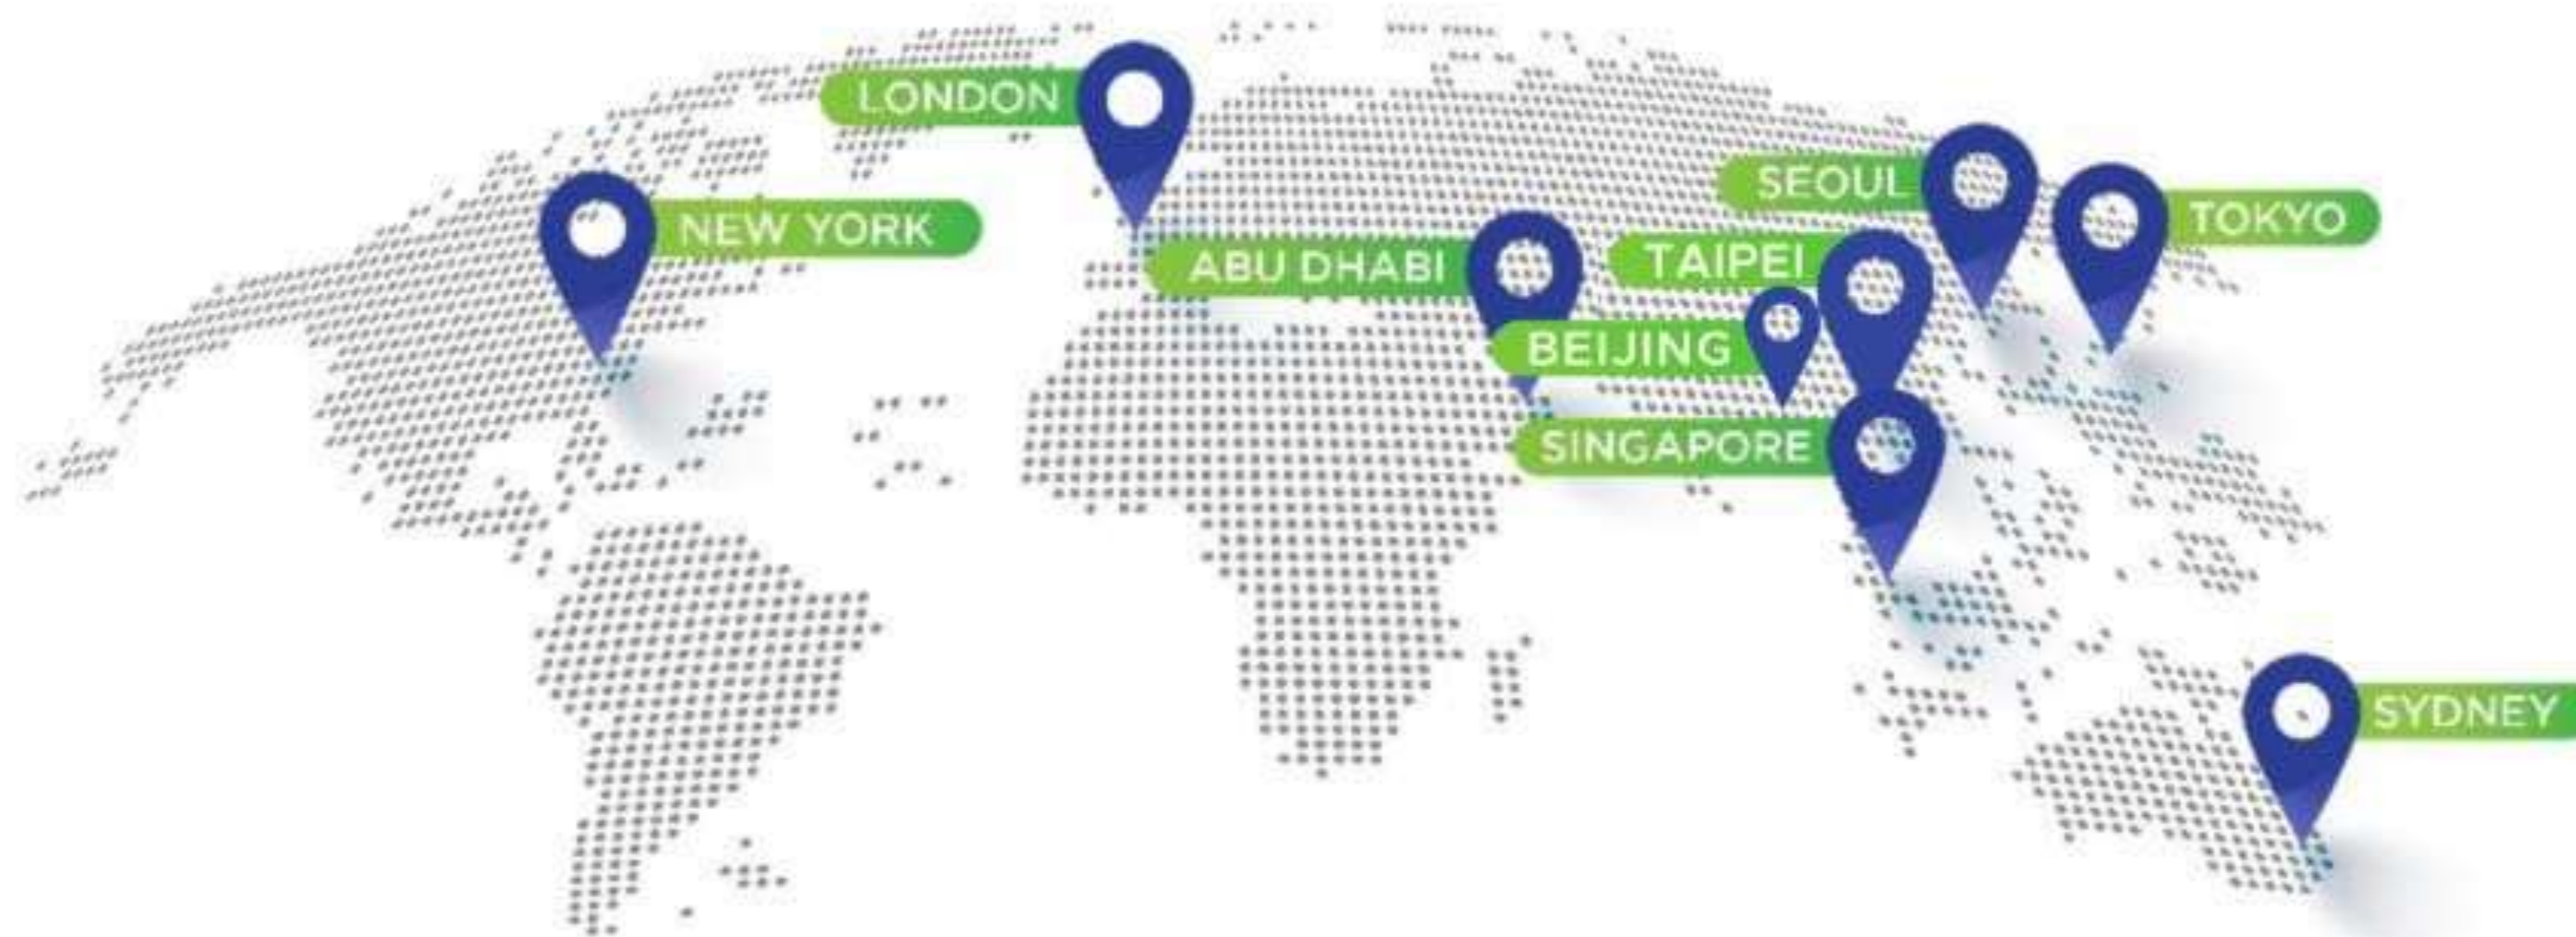 LONDON
SEOUL
NEW YORK
TOKYO
ABU DHABI
TAIPEI
BEIJING
SINGAPORE
SYDNEY